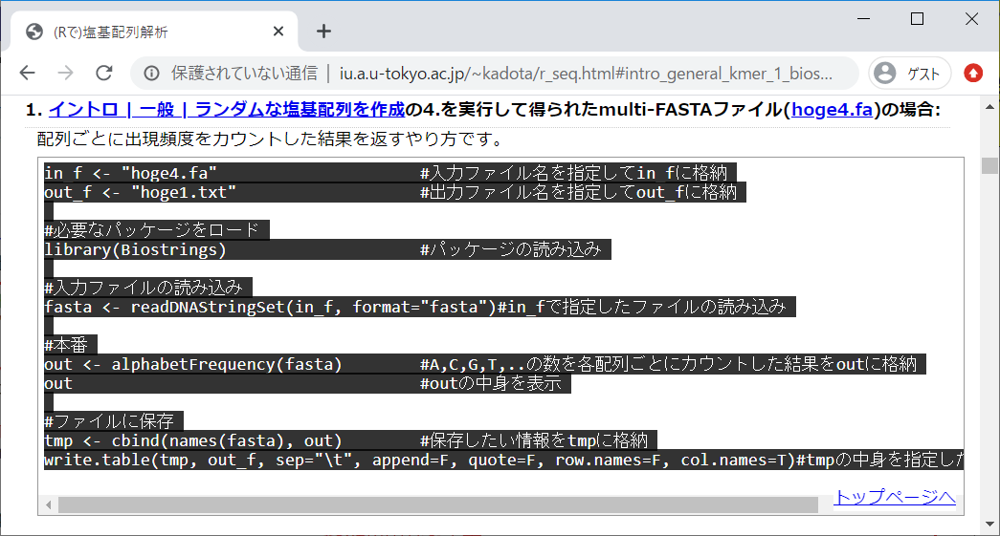 (Rで)塩基配列解析
保護されていない通信 | iu.a.u-tokyo.ac.jp/~kadota/r_seq.html#intro_general_kmer_1_bios...
ゲスト
1. イントロ | 一般 | ランダムな塩基配列を作成の4.を実行して得られたmulti-FASTAファイル(hoge4.fa)の場合:
配列ごとに出現頻度をカウントした結果を返すやり方です。
in_f <- "hoge4.fa" #入力ファイル名を指定してin_fに格納
out_f <- "hoge1.txt" #出力ファイル名を指定してout_fに格納
#必要なパッケージをロード
library(Biostrings) #パッケージの読み込み
#入力ファイルの読み込み
fasta <- readDNAStringSet(in_f, format="fasta")#in_fで指定したファイルの読み込み
#本番
out <- alphabetFrequency(fasta) #A,C,G,T,..の数を各配列ごとにカウントした結果をoutに格納
out #outの中身を表示
#ファイルに保存
tmp <- cbind(names(fasta), out) #保存したい情報をtmpに格納
write.table(tmp, out_f, sep="\t", append=F, quote=F, row.names=F, col.names=T)#tmpの中身を指定した
トップページへ